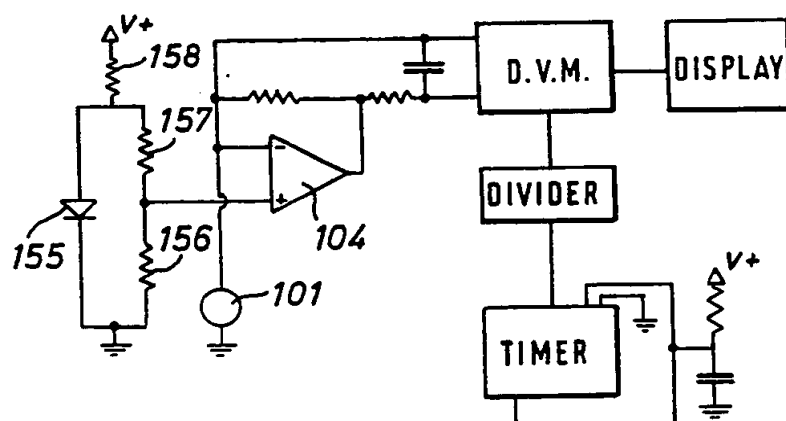 V+
158
D.V.M.
DISPLAY
157
-
+
DIVIDER
104
155
156
101
V+
TIMER